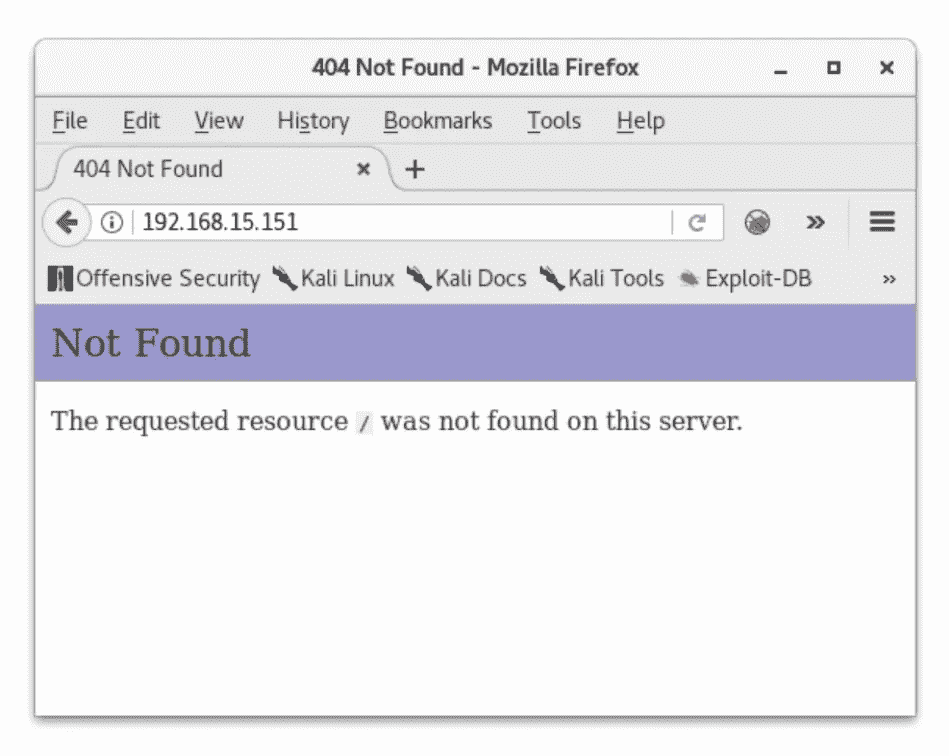 404 Not Found - Mozilla Firefox
File Edit View History Bookmarks Tools Help
404 Not Found
192.168.15.151
Offensive Security Kali Linux Kali Docs Kali Tools Exploit-DB
Not Found
The requested resource / was not found on this server.